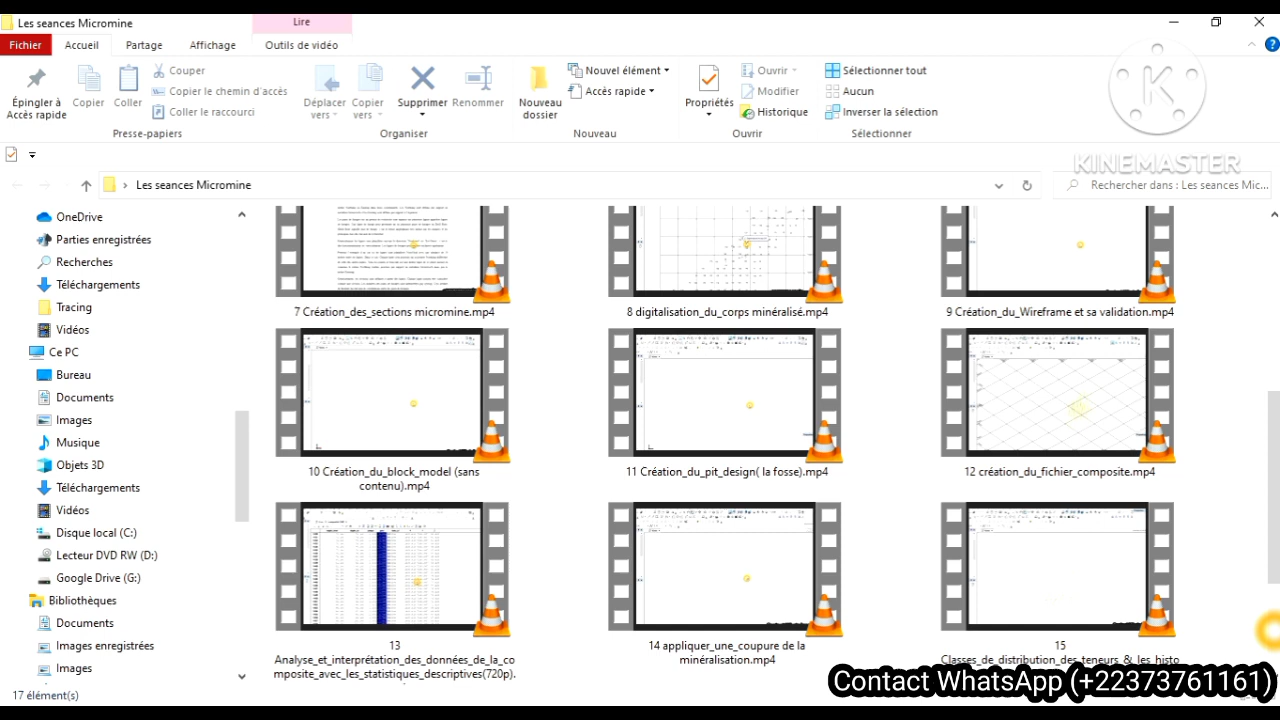 Les seances Micromine
Lire
Fichier
Accueil
Partage
Affichage
Outils de vidéo
Épingler à
Accès rapide
Copier
Coller
Couper
Copier le chemin d'accès
Coller le raccourci
Presse-papiers
Déplacer
vers
Copier
vers
Supprimer
Renommer
Organiser
Nouveau
dossier
Nouvel élément
Accès rapide
Nouveau
Propriétés
Ouvrir
Modifier
Historique
Ouvrir
Sélectionner tout
Aucun
Inverser la sélection
Sélectionner
K
KINEMASTER
Les seances Micromine
Rechercher dans : Les seances Mic...
OneDrive
Parties enregistrées
Recherches
Téléchargements
Tracing
Vidéos
Ce PC
Bureau
Documents
Images
Musique
Objets 3D
Téléchargements
Vidéos
Disque local (C:)
Lecteur DVD RW (D:)
Google Drive (G:)
Bibliothèques
Documents
Images enregistrées
Images
7 Création_des_sections micromine.mp4
8 digitalisation_du_corps minéralisé.mp4
9 Création_du_Wireframe et sa validation.mp4
10 Création_du_block_model (sans
contenu).mp4
11 Création_du_pit_design( la fosse).mp4
12 création_du_fichier_composite.mp4
13
Analyse_et_interprétation_des_données_de_la_co
mposite_avec_les_statistiques_descriptives(720p).
14 appliquer_une_coupure de la
minéralisation.mp4
15
Classes_de_distribution_des_teneurs_&_les_histo
17 élément(s)
Contact WhatsApp (+22373761161)